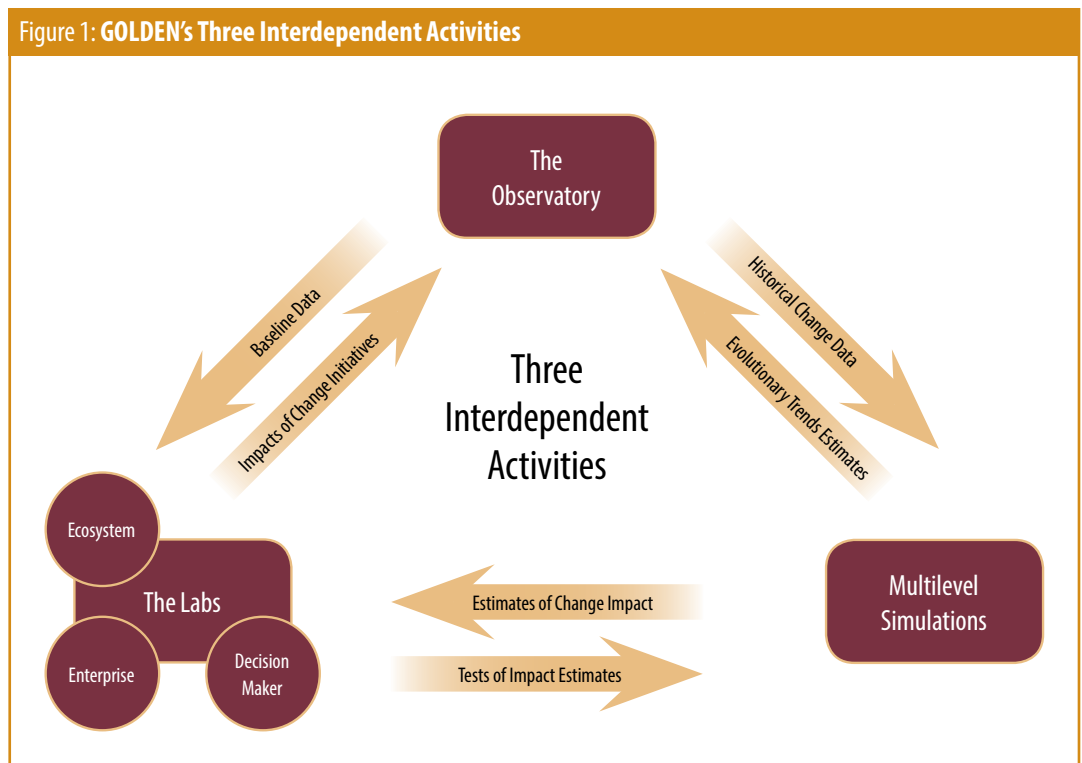 Figure 1: GOLDEN's Three Interdependent Activities
The
Observatory
Baseline Data
Impacts of Change Initiatives
Historical Change Data
Evolutionary Trends Estimates
Three
Interdependent
Activities
Ecosystem
The Labs
Enterprise
Decision
Maker
Estimates of Change Impact
Tests of Impact Estimates
Multilevel
Simulations